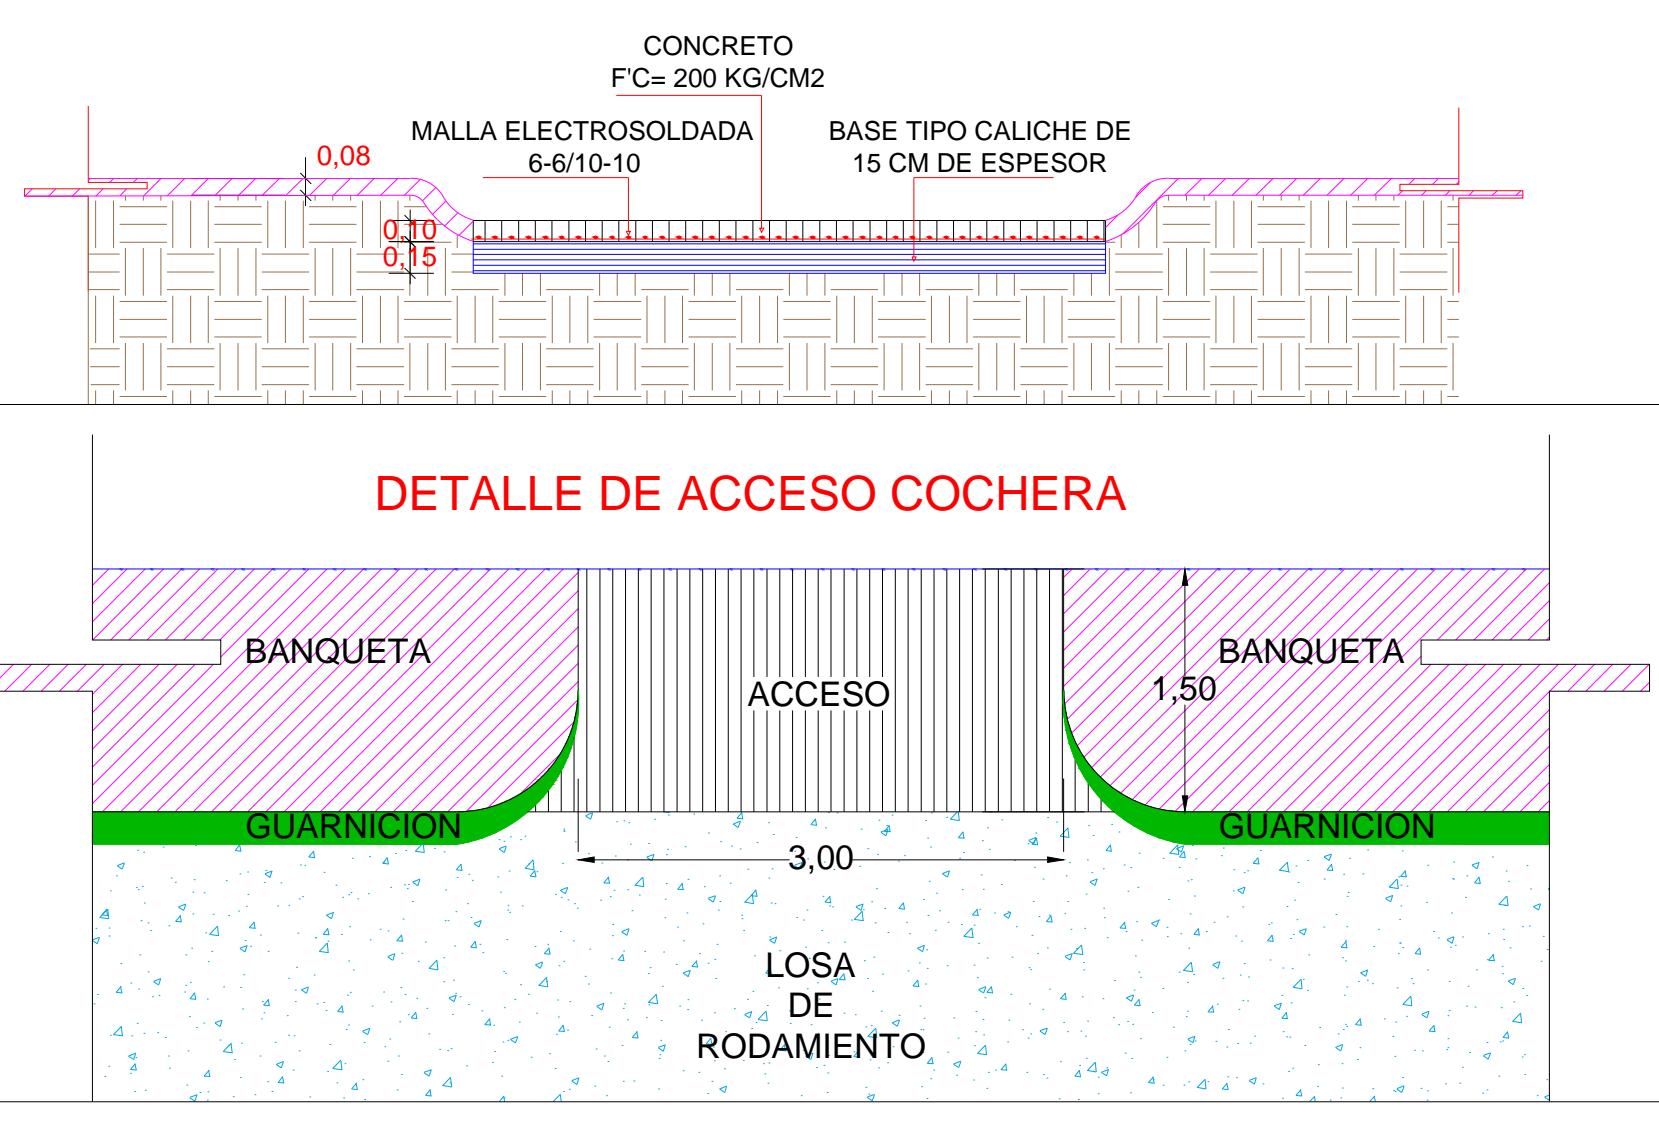 CONCRETO
F'C= 200 KG/CM2
MALLA ELECTROSOLDADA
6-6/10-10
BASE TIPO CALICHE DE
15 CM DE ESPESOR
0,08
0,10
0,15
DETALLE DE ACCESO COCHERA
BANQUETA
BANQUETA
ACCESO
1,50
GUARNICION
GUARNICION
3,00
LOSA
DE
RODAMIENTO